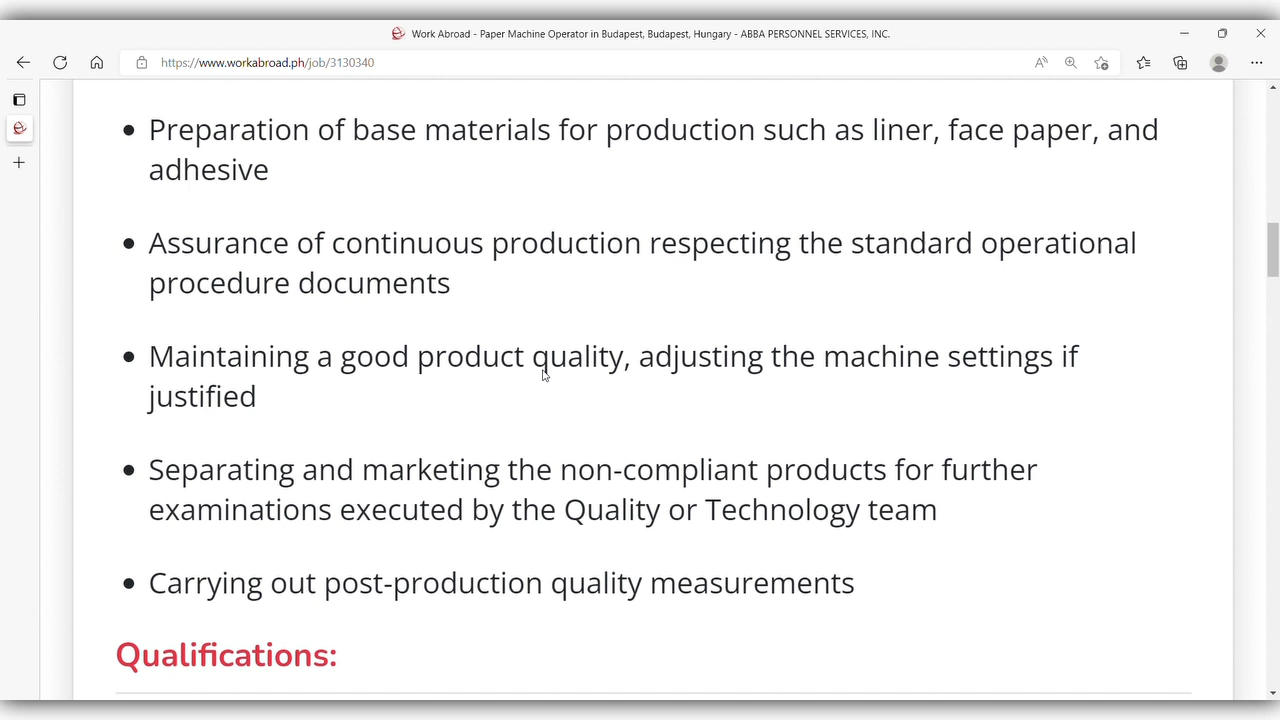 Work Abroad - Paper Machine Operator in Budapest, Budapest, Hungary - ABBA PERSONNEL SERVICES, INC.
https://www.workabroad.ph/job/3130340
Preparation of base materials for production such as liner, face paper, and
adhesive
Assurance of continuous production respecting the standard operational
procedure documents
Maintaining a good product quality, adjusting the machine settings if
justified
Separating and marketing the non-compliant products for further
examinations executed by the Quality or Technology team
Carrying out post-production quality measurements
Qualifications: